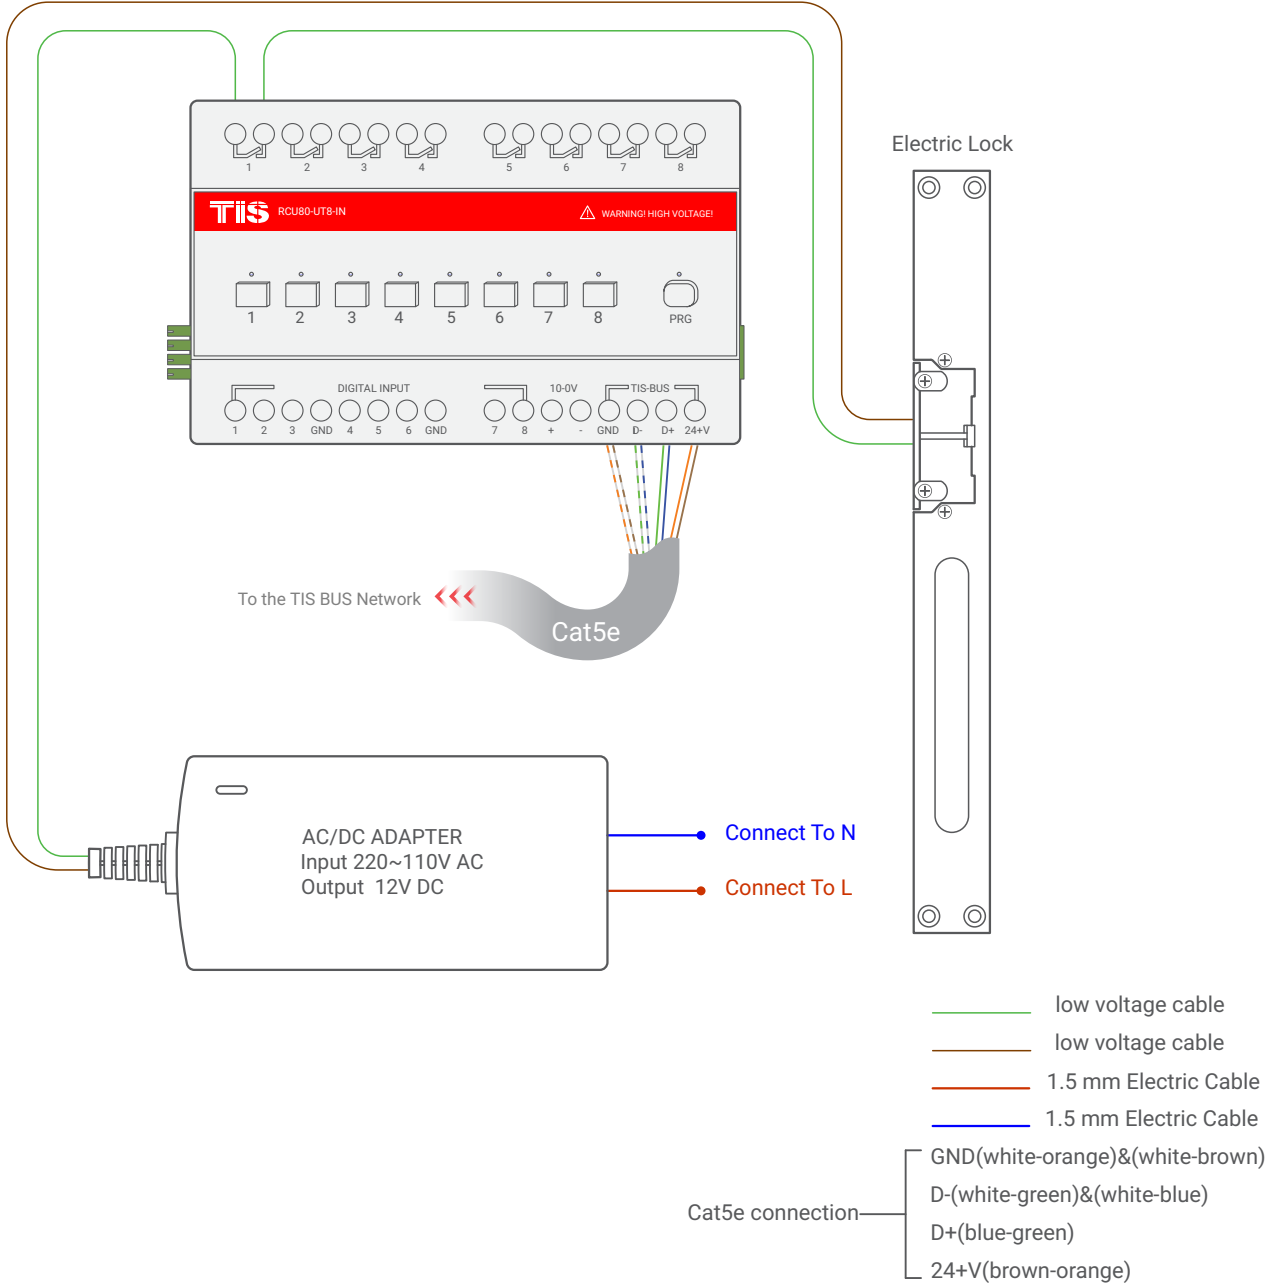 Electric Lock
1 2 3 4 5 6 7 8
TIS RCU80-UT8-IN WARNING! HIGH VOLTAGE!
1 2 3 4 5 6 7 8 PRG
DIGITAL INPUT 10-0V TIS-BUS
1 2 3 GND 4 5 6 GND 7 8 + - GND D- D+ 24+V
To the TIS BUS Network
Cat5e
AC/DC ADAPTER
Input 220~110V AC
Output 12V DC
Connect To N
Connect To L
low voltage cable
low voltage cable
1.5 mm Electric Cable
1.5 mm Electric Cable
Cat5e connection
GND(white-orange)&(white-brown)
D-(white-green)&(white-blue)
D+(blue-green)
24+V(brown-orange)